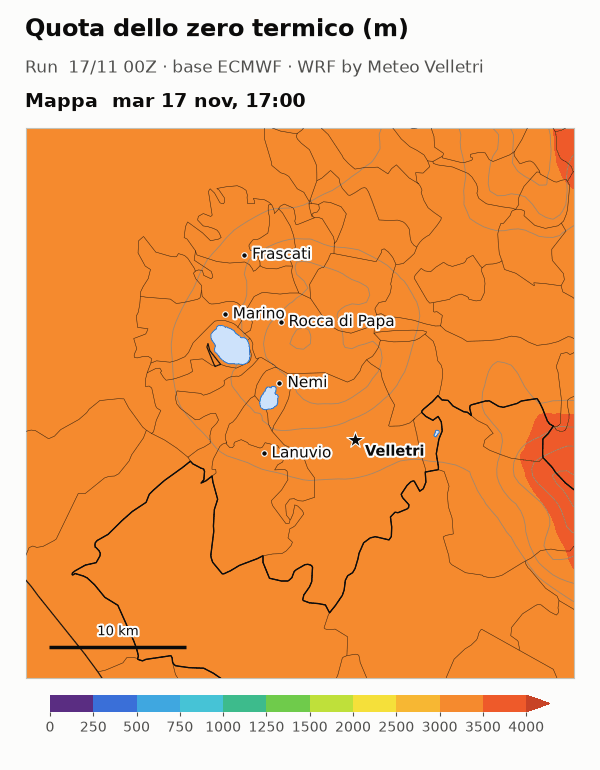 Quota dello zero termico (m)
Run  17/11 00Z · base ECMWF · WRF by Meteo Velletri
Mappa  mar 17 nov, 17:00
Frascati
Marino
Rocca di Papa
Nemi
Velletri
Lanuvio
10 km
0 250 500 750 1000 1250 1500 2000 2500 3000 3500 4000